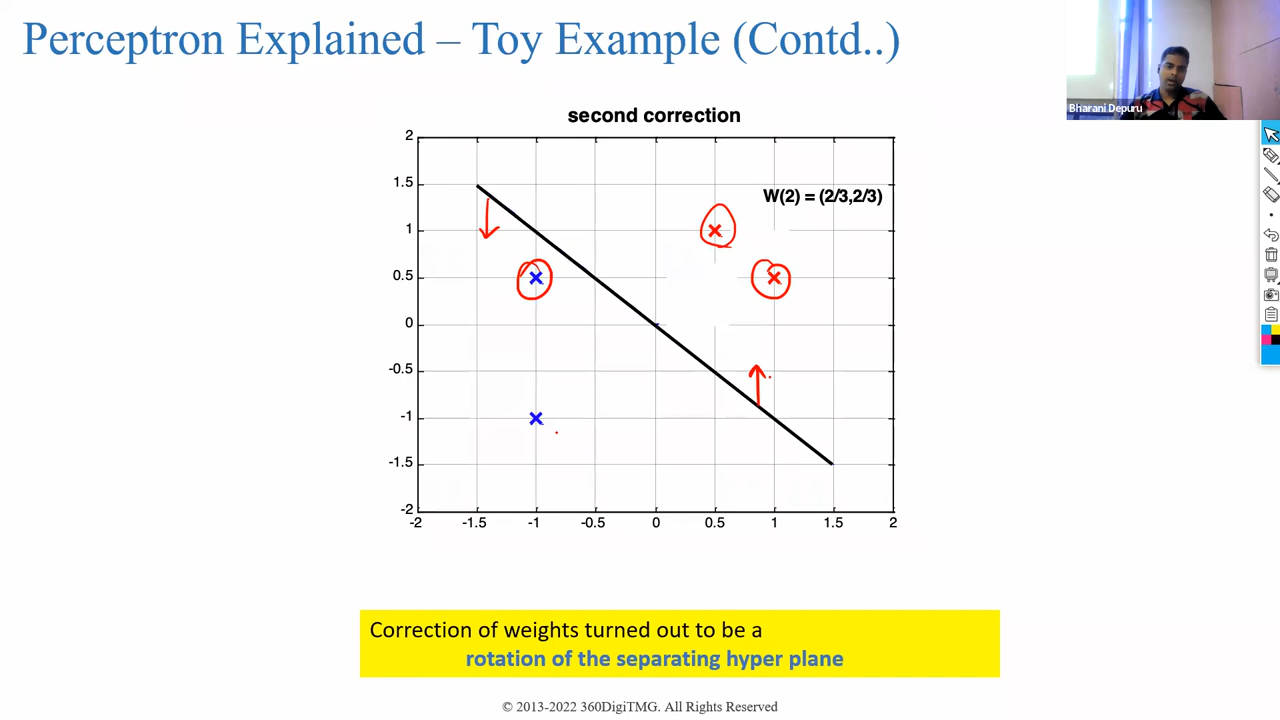 Perceptron Explained – Toy Example (Contd..)
Bharani Depuru
second correction
W(2) = (2/3,2/3)
2
1.5
1
0.5
0
-0.5
-1
-1.5
-2
-2 -1.5 -1 -0.5 0 0.5 1 1.5 2
Correction of weights turned out to be a
rotation of the separating hyper plane
© 2013-2022 360DigiTMG. All Rights Reserved